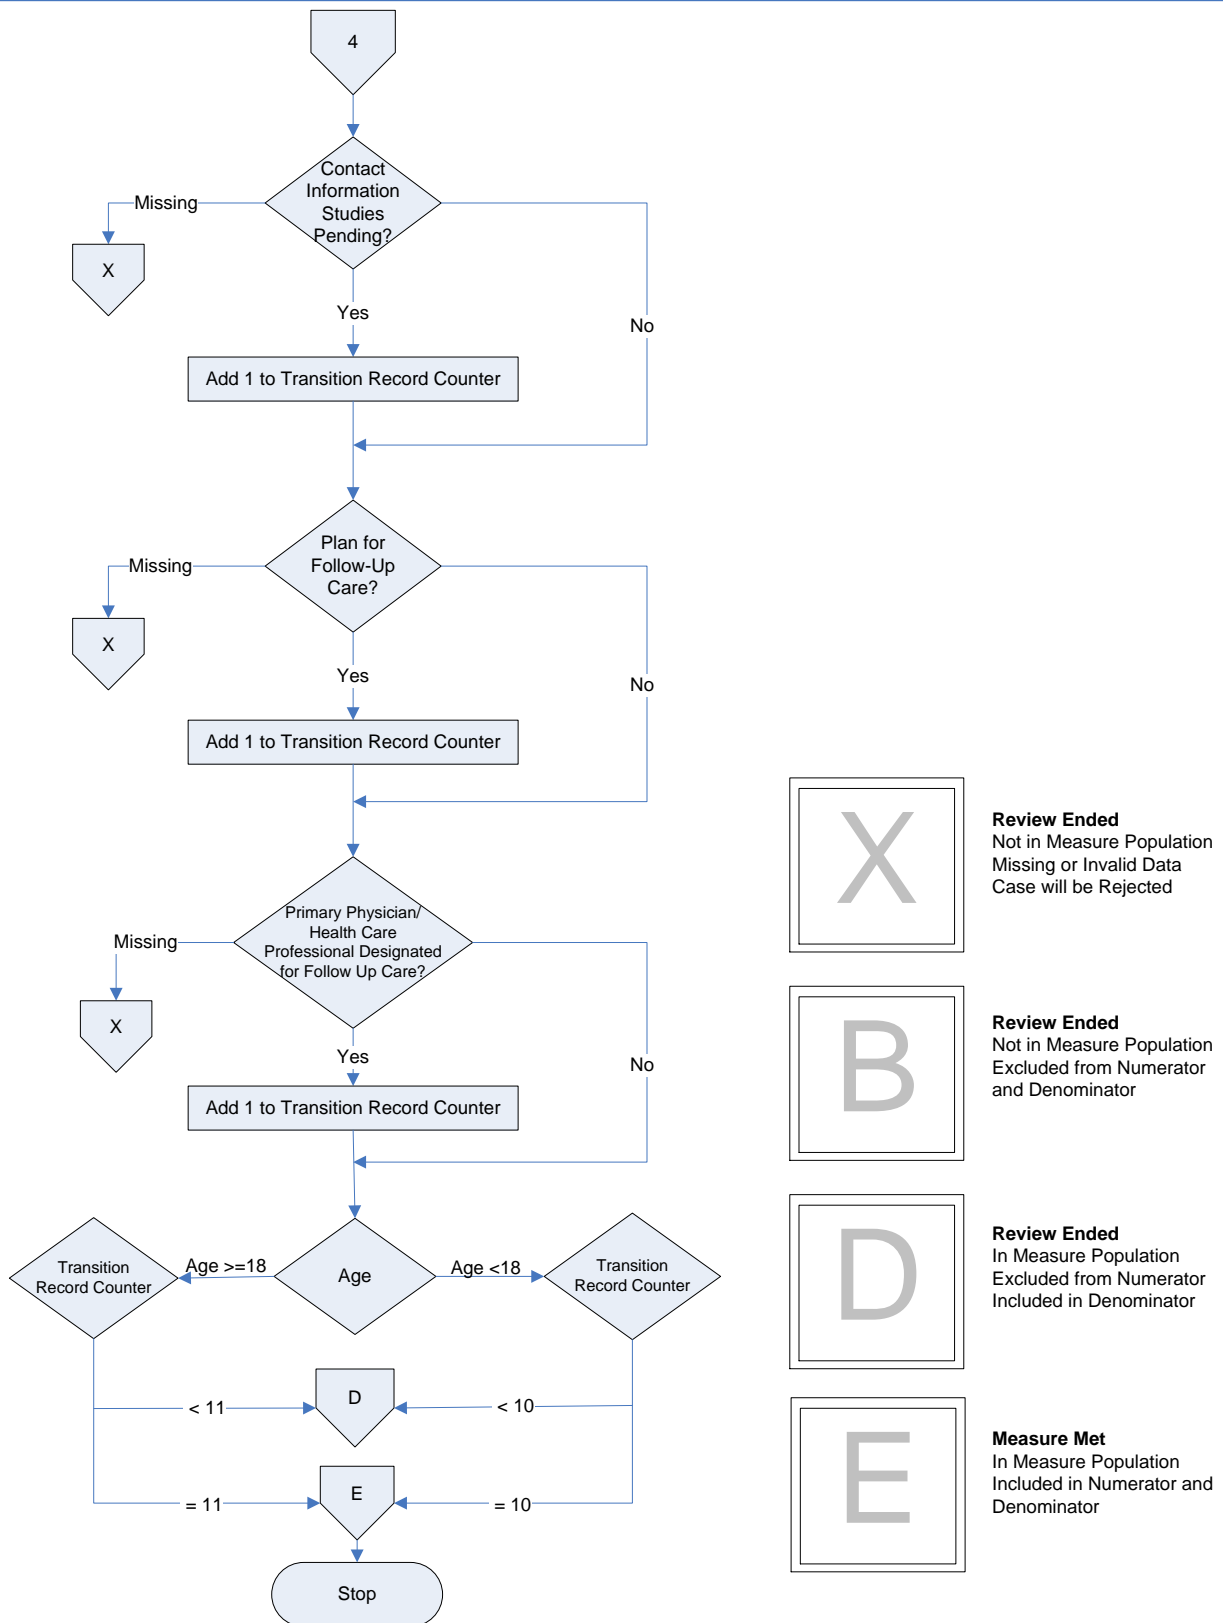 4
Contact
Information
Studies
Pending?
Missing
X
Yes
No
Add 1 to Transition Record Counter
Plan for
Follow-Up
Care?
Missing
X
Yes
No
Add 1 to Transition Record Counter
Primary Physician/
Health Care
Professional Designated
for Follow Up Care?
Missing
X
Yes
No
Add 1 to Transition Record Counter
Transition
Record Counter
Age >=18
Age
Age <18
Transition
Record Counter
< 11
D
< 10
= 11
E
= 10
Stop
X
Review Ended
Not in Measure Population
Missing or Invalid Data
Case will be Rejected
B
Review Ended
Not in Measure Population
Excluded from Numerator
and Denominator
D
Review Ended
In Measure Population
Excluded from Numerator
Included in Denominator
E
Measure Met
In Measure Population
Included in Numerator and
Denominator